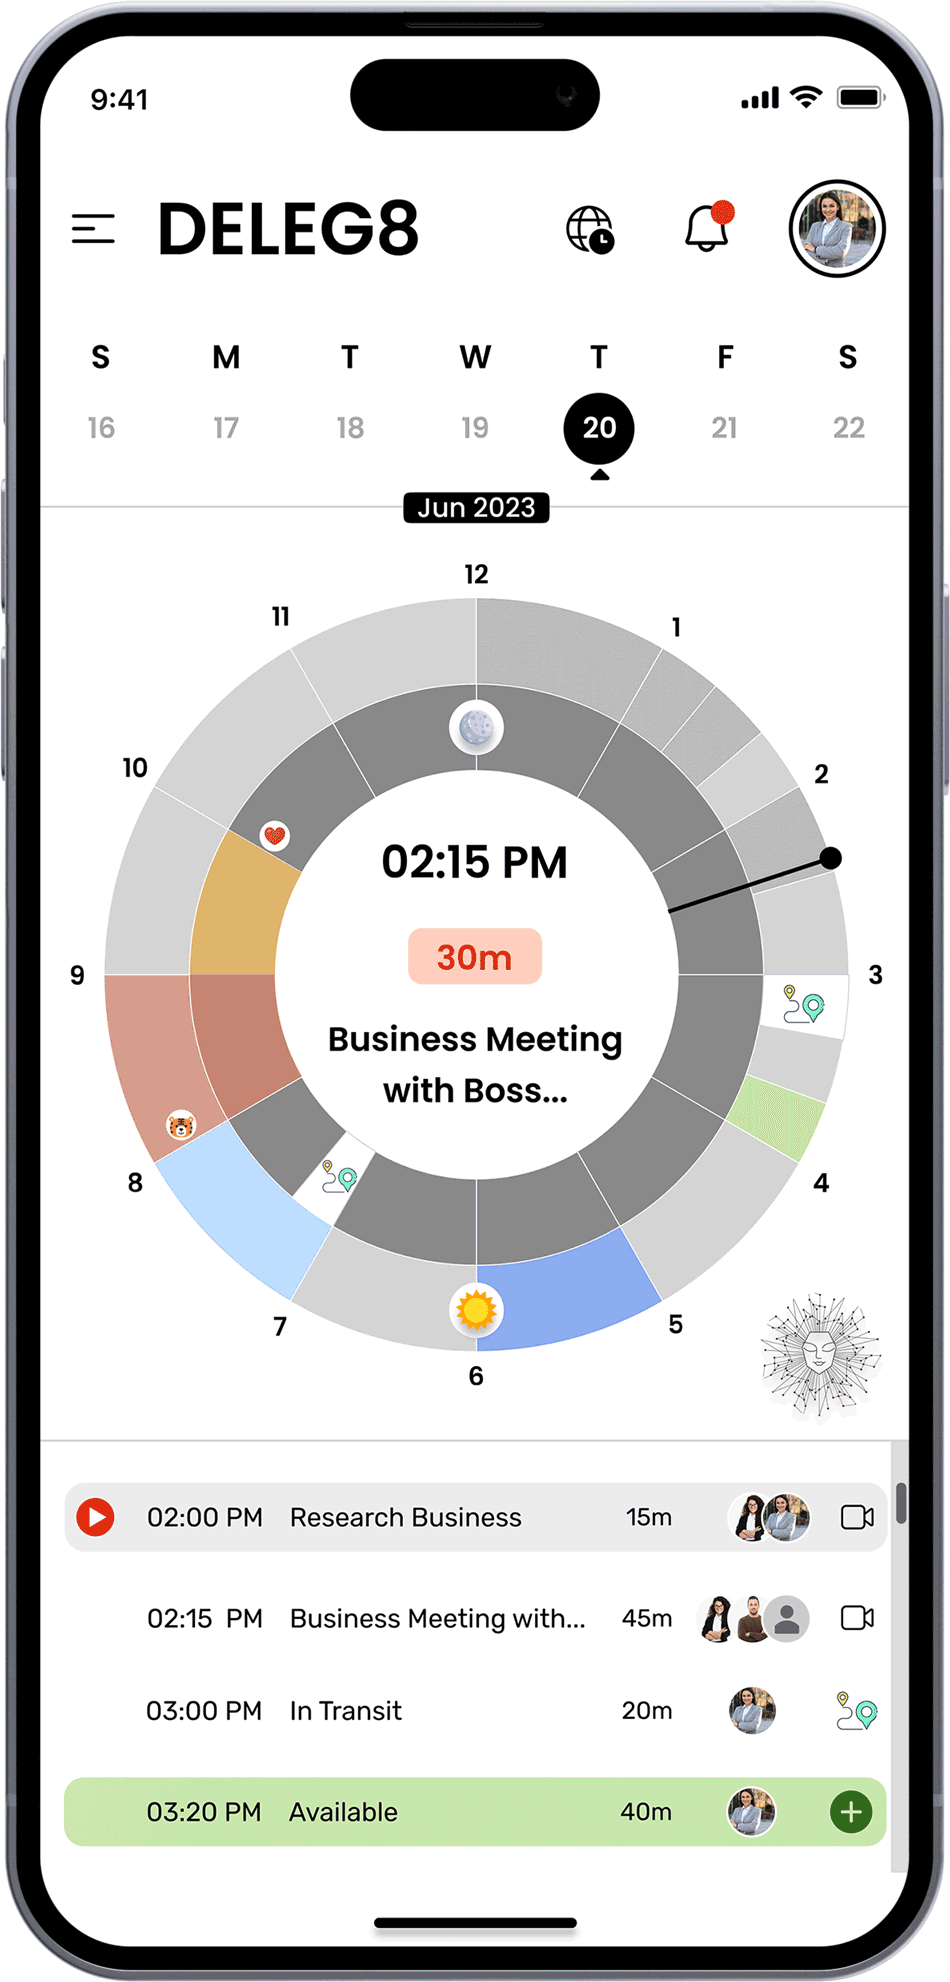 9:41
DELEG8
S M T W T F S
16 17 18 19 20 21 22
Jun 2023
12
11 1
10 2
02:15 PM
30m
9 3
Business Meeting
with Boss...
8 4
7 5
6
02:00 PM Research Business 15m
02:15 PM Business Meeting with... 45m
03:00 PM In Transit 20m
03:20 PM Available 40m